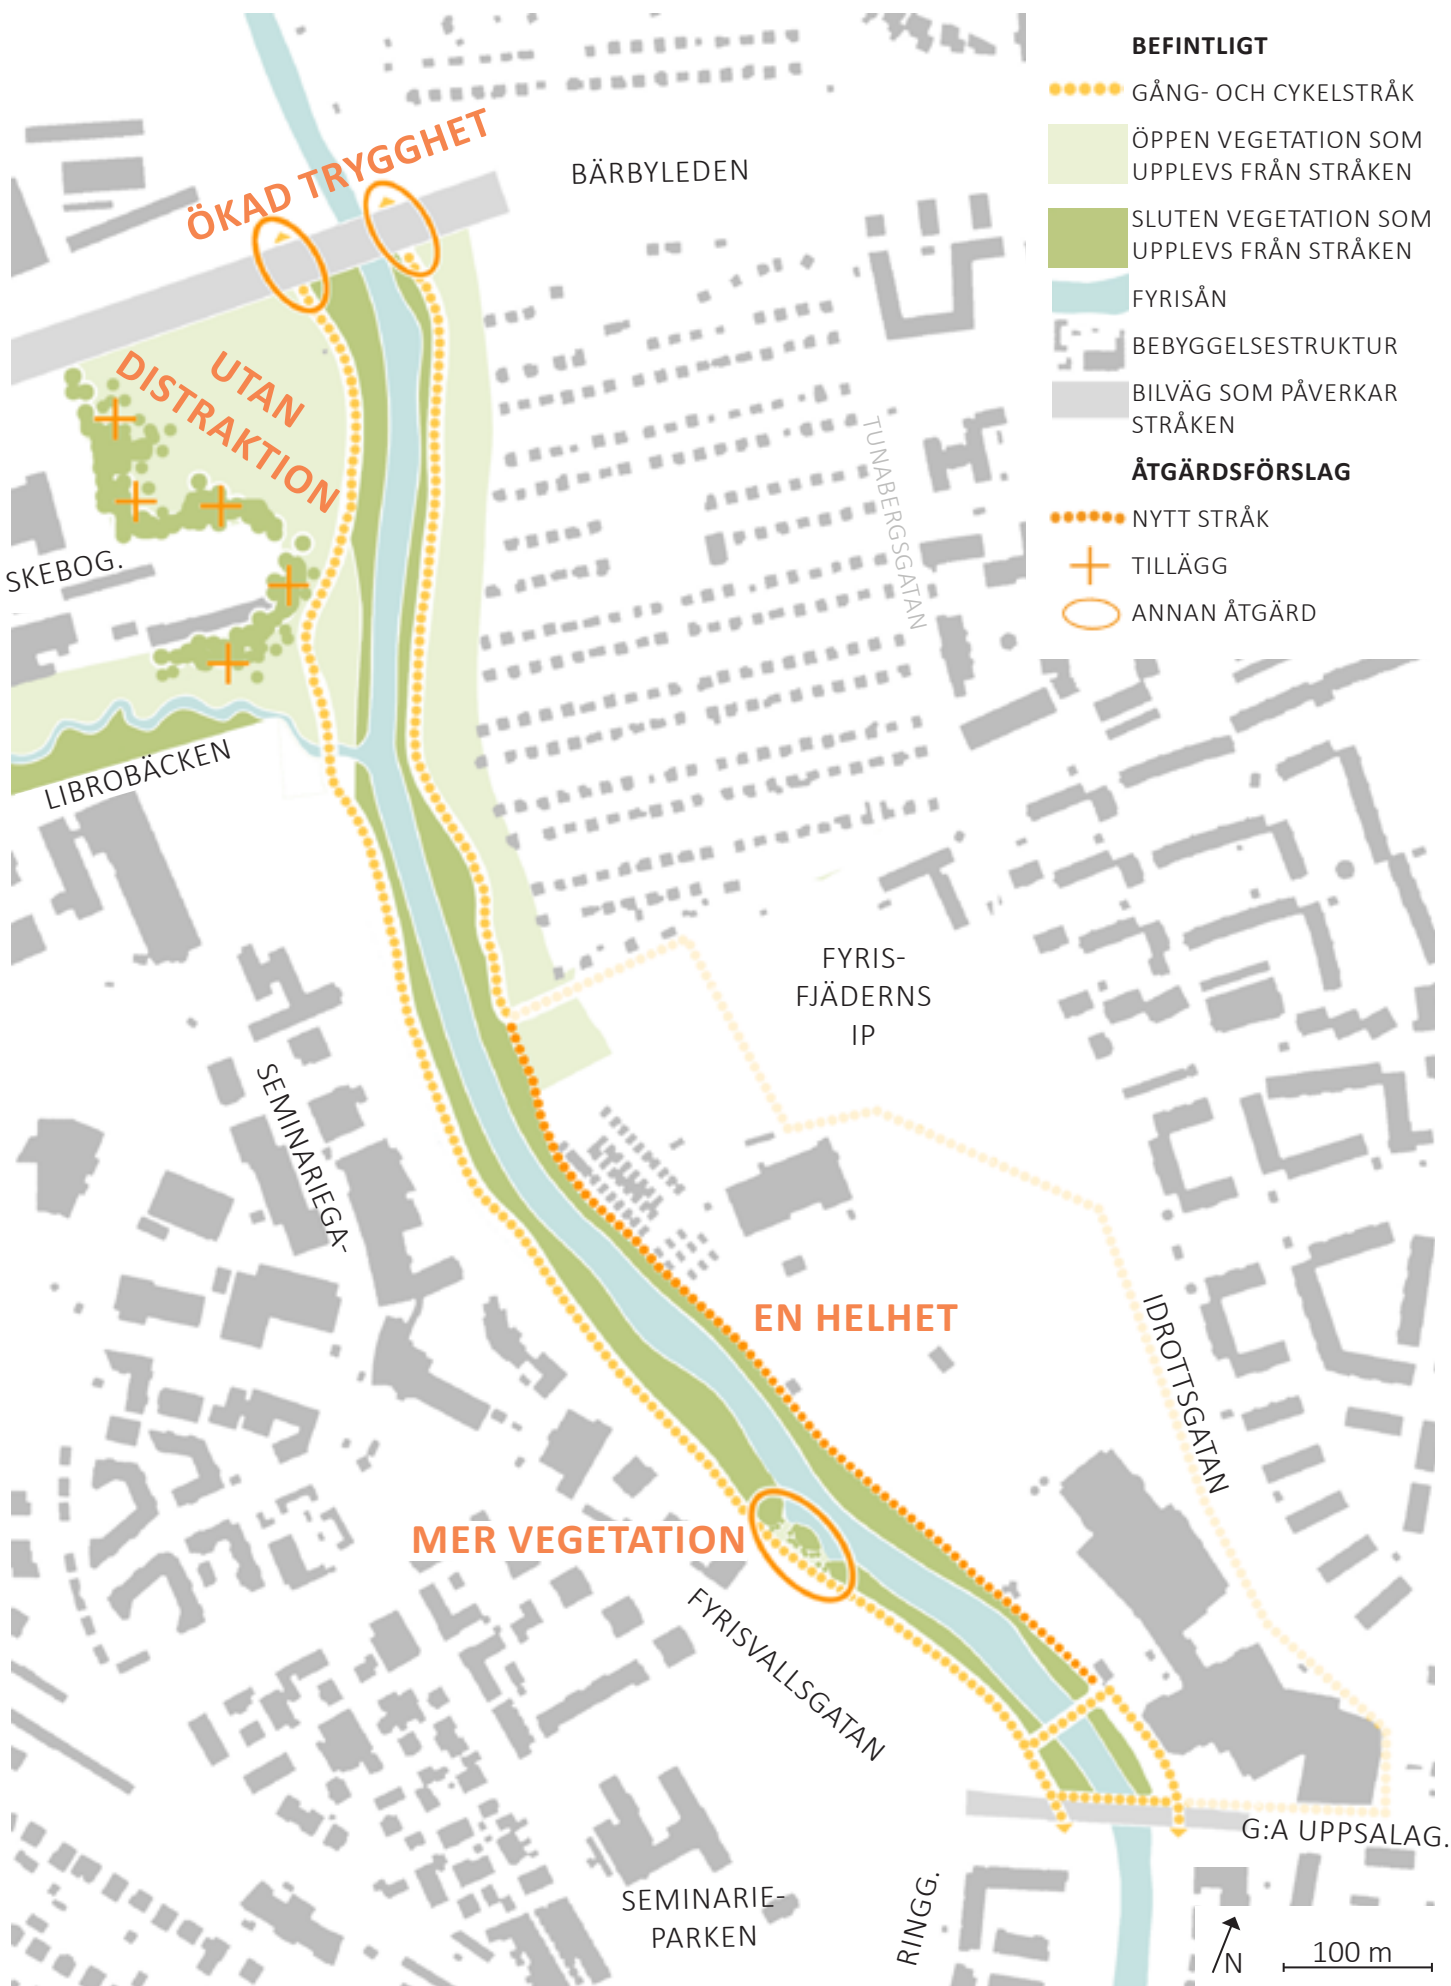 BEFINTLIGT
GÅNG- OCH CYKELSTRÅK
ÖPPEN VEGETATION SOM
UPPLEVS FRÅN STRÅKEN
SLUTEN VEGETATION SOM
UPPLEVS FRÅN STRÅKEN
FYRISÅN
BEBYGGELSESTRUKTUR
BILVÄG SOM PÅVERKAR
STRÅKEN
ÅTGÄRDSFÖRSLAG
NYTT STRÅK
TILLÄGG
ANNAN ÅTGÄRD
ÖKAD TRYGGHET
BÄRBYLEDEN
UTAN
DISTRAKTION
TUNABERGSGATAN
SKEBOG.
LIBROBÄCKEN
FYRIS-
FJÄDERNS
IP
SEMINARIEGA-
EN HELHET
IDROTTSGATAN
MER VEGETATION
FYRISVALLSGATAN
G:A UPPSALAG.
SEMINARIE-
PARKEN
RINGG.
N
100 m